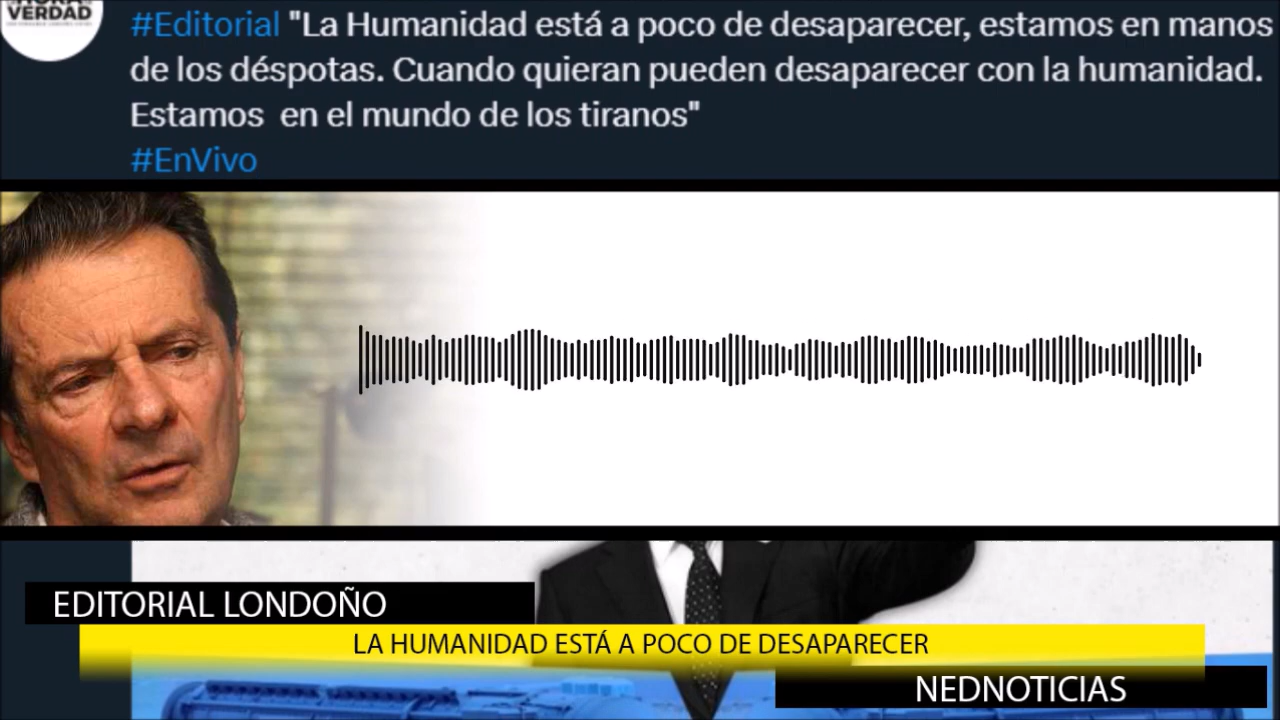 VERDAD
#Editorial "La Humanidad está a poco de desaparecer, estamos en manos
de los déspotas. Cuando quieran pueden desaparecer con la humanidad.
Estamos  en el mundo de los tiranos"
#EnVivo
EDITORIAL LONDOÑO
LA HUMANIDAD ESTÁ A POCO DE DESAPARECER
NEDNOTICIAS